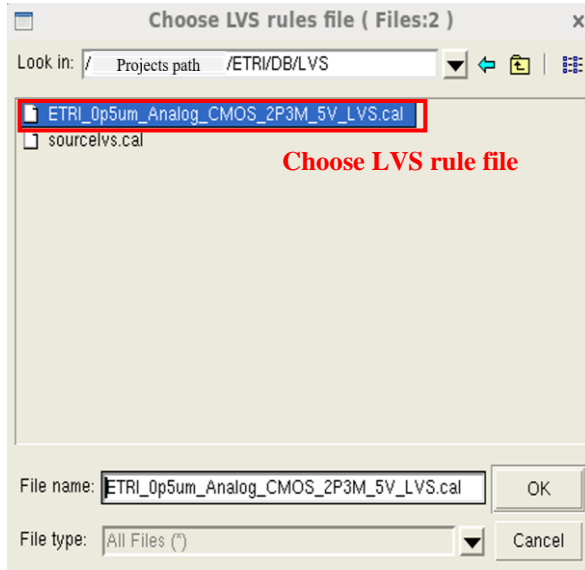 Choose LVS rules file ( Files:2 ) x
Look in: / Projects path /ETRI/DB/LVS
ETRI_0p5um_Analog_CMOS_2P3M_5V_LVS.cal
sourcelvs.cal
Choose LVS rule file
File name: ETRI_0p5um_Analog_CMOS_2P3M_5V_LVS.cal OK
File type: All Files (*) Cancel